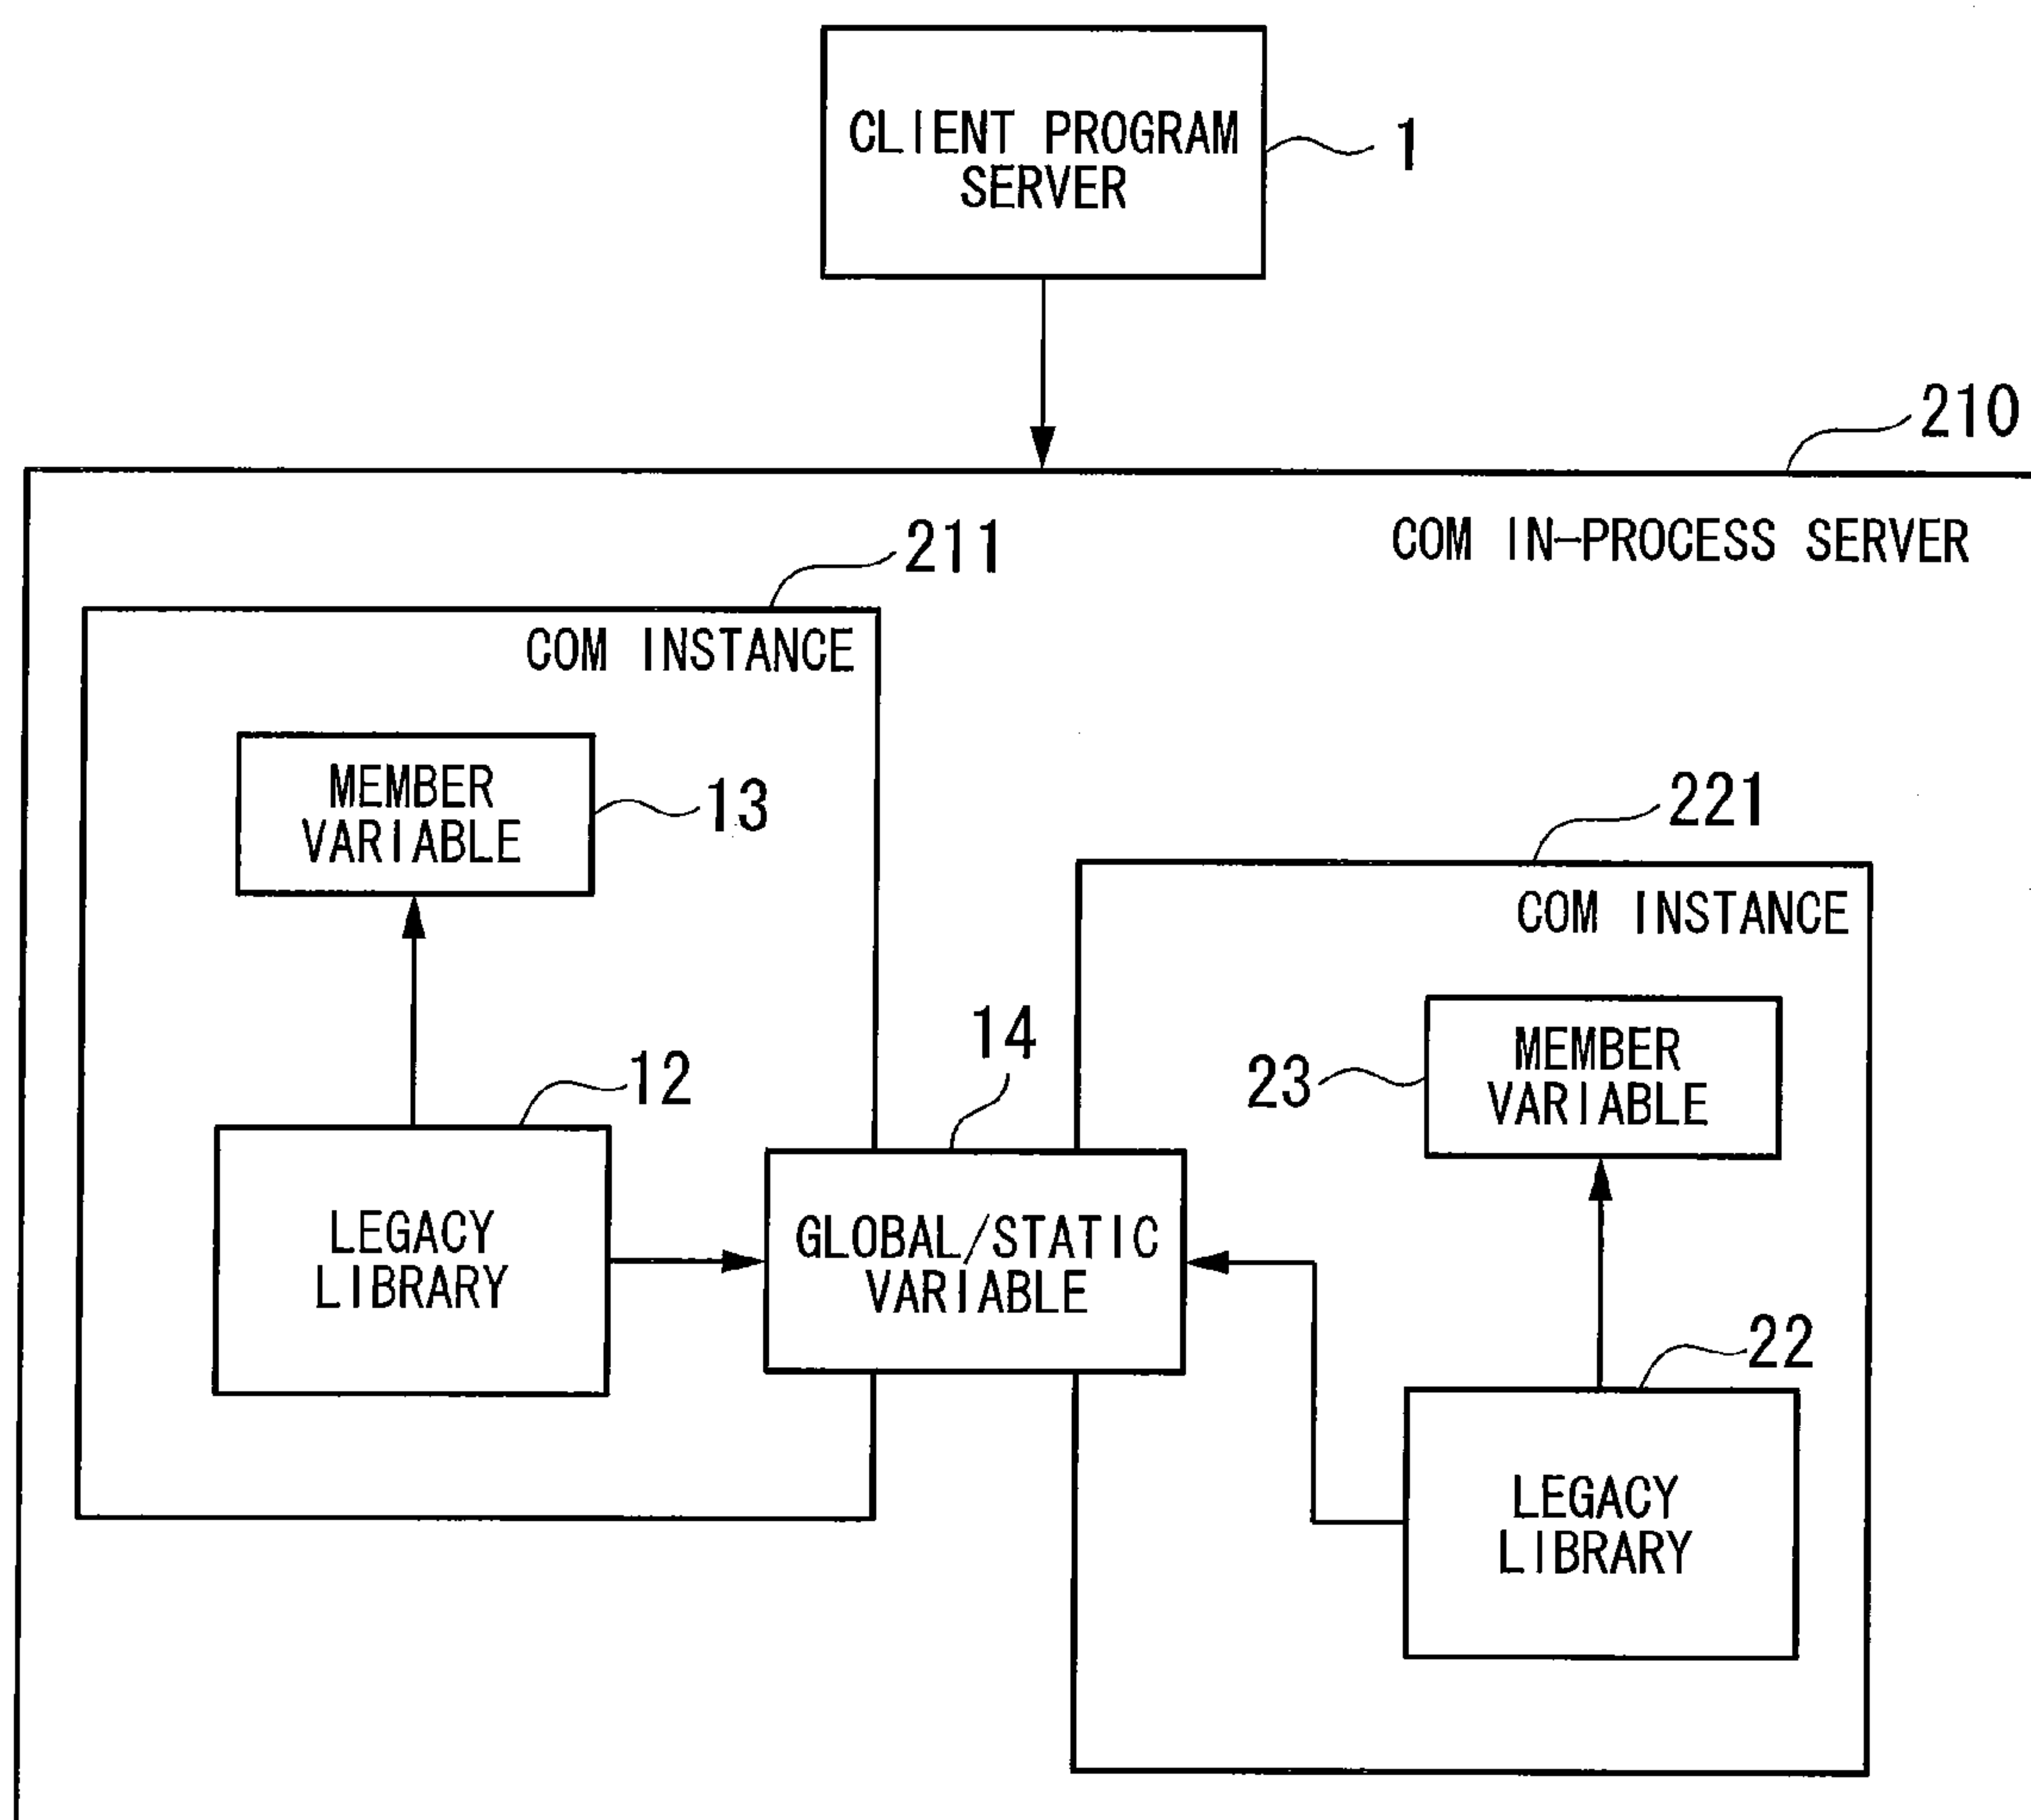 CLIENT PROGRAM
SERVER
1
210
COM IN-PROCESS SERVER
211
COM INSTANCE
MEMBER
VARIABLE
13
221
COM INSTANCE
14
MEMBER
VARIABLE
23
12
LEGACY
LIBRARY
GLOBAL/STATIC
VARIABLE
22
LEGACY
LIBRARY